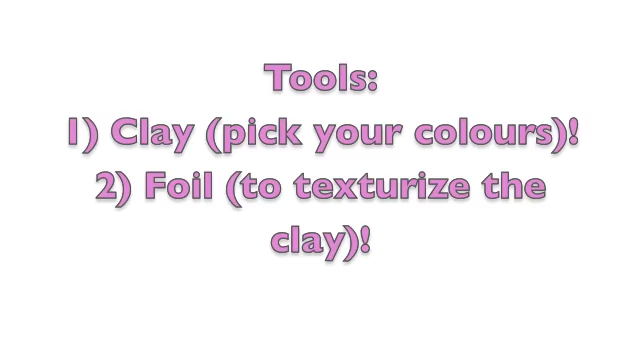 Tools:
1) Clay (pick your colours)!
2) Foil (to texturize the
clay)!